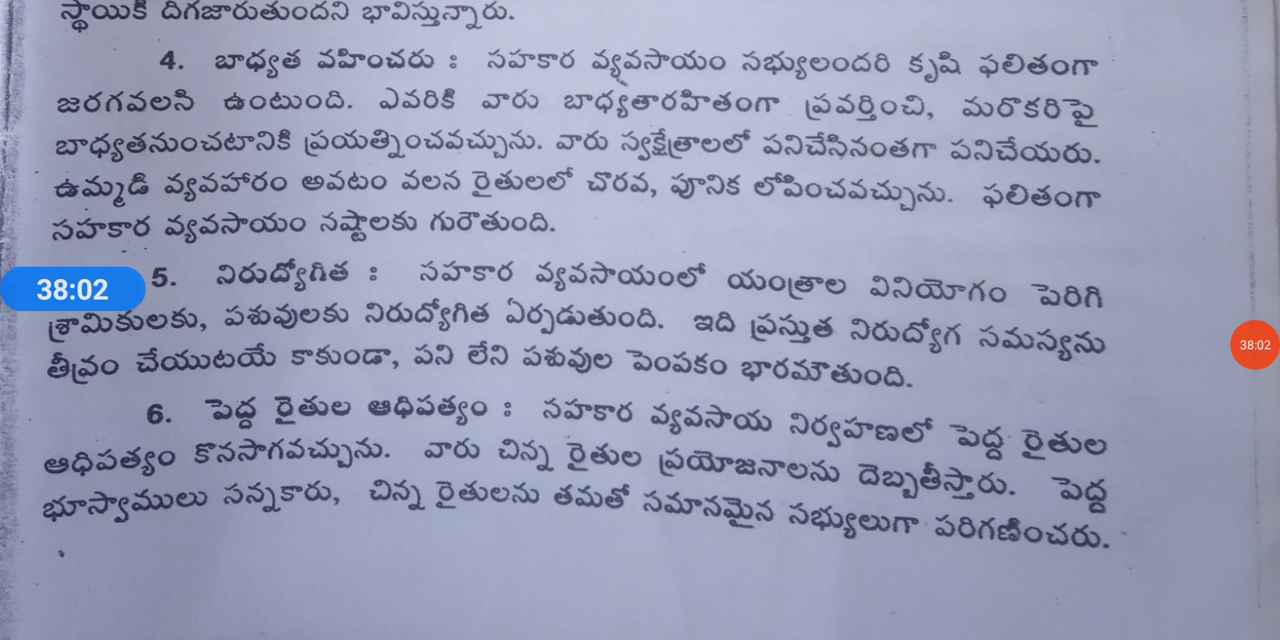 స్థాయికి దిగజారుతుందని భావిస్తున్నారు.
4. బాధ్యత వహించరు : సహకార వ్యవసాయం సభ్యులందరి కృషి ఫలితంగా
జరగవలసి ఉంటుంది. ఎవరికి వారు బాధ్యతారహితంగా ప్రవర్తించి, మరొకరిపై
బాధ్యతనుంచటానికి ప్రయత్నించవచ్చును. వారు స్వక్షేత్రాలలో పనిచేసినంతగా పనిచేయరు.
ఉమ్మడి వ్యవహారం అవటం వలన రైతులలో చొరవ, పూనిక లోపించవచ్చును. ఫలితంగా
సహకార వ్యవసాయం నష్టాలకు గురౌతుంది.
38:02 5. నిరుద్యోగిత : సహకార వ్యవసాయంలో యంత్రాల వినియోగం పెరిగి
శ్రామికులకు, పశువులకు నిరుద్యోగిత ఏర్పడుతుంది. ఇది ప్రస్తుత నిరుద్యోగ సమస్యను
38:02
తీవ్రం చేయుటయే కాకుండా, పని లేని పశువుల పెంపకం భారమౌతుంది.
6. పెద్ద రైతుల ఆధిపత్యం : సహకార వ్యవసాయ నిర్వహణలో పెద్ద రైతుల
ఆధిపత్యం కొనసాగవచ్చును. వారు చిన్న రైతుల ప్రయోజనాలను దెబ్బతీస్తారు. పెద్ద
భూస్వాములు సన్నకారు, చిన్న రైతులను తమతో సమానమైన సభ్యులుగా పరిగణించరు.